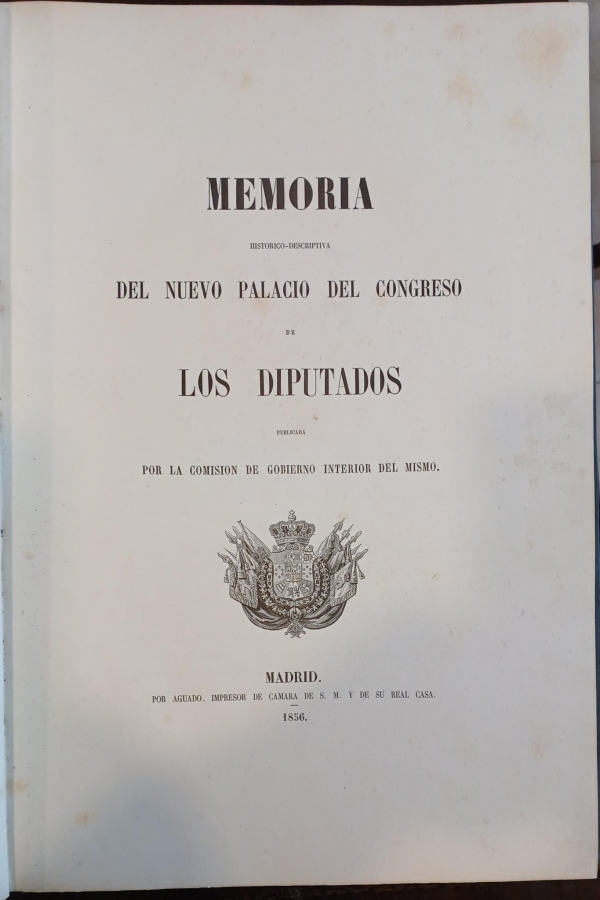 MEMORIA
HISTORICO-DESCRIPTIVA
DEL NUEVO PALACIO DEL CONGRESO
DE
LOS DIPUTADOS
PUBLICADA
POR LA COMISION DE GOBIERNO INTERIOR DEL MISMO.
MADRID.
POR AGUADO, IMPRESOR DE CAMARA DE S. M. Y DE SU REAL CASA.
1856.